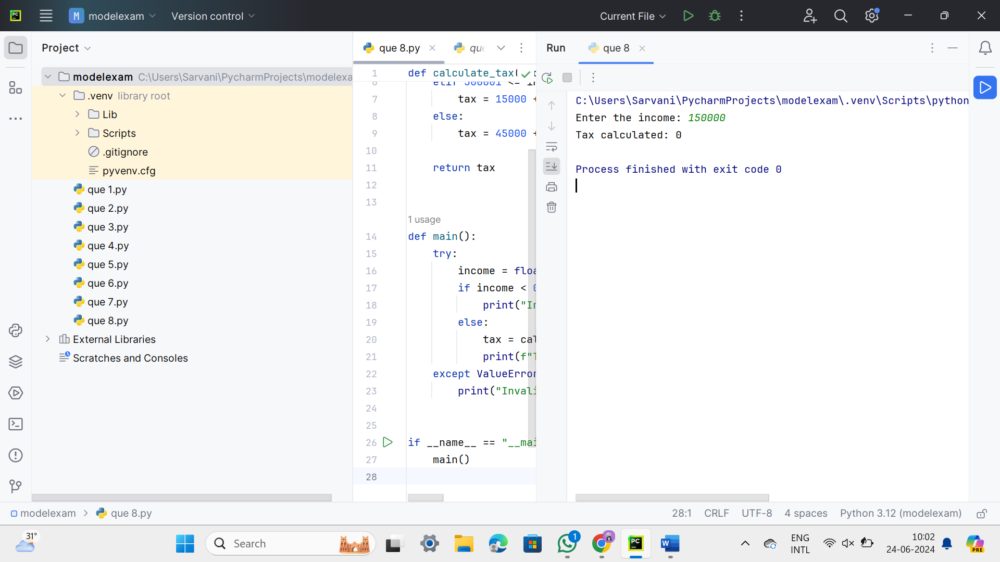 PC
M modelexam
Version control
Current File
Project
que 8.py
Run
que 8
modelexam C:\Users\Sarvani\PycharmProjects\modelexa
.venv library root
Lib
Scripts
.gitignore
pyvenv.cfg
que 1.py
que 2.py
que 3.py
que 4.py
que 5.py
que 6.py
que 7.py
que 8.py
External Libraries
Scratches and Consoles
1 def calculate_tax(
7 tax = 15000 +
8 else:
9 tax = 45000 +
10
11 return tax
12
13
1 usage
14 def main():
15 try:
16 income = floa
17 if income < 0
18 print("In
19 else:
20 tax = cal
21 print(f"T
22 except ValueError
23 print("Invali
24
25
26 if __name__ == "__mai
27 main()
28
C:\Users\Sarvani\PycharmProjects\modelexam\.venv\Scripts\python
Enter the income: 150000
Tax calculated: 0
Process finished with exit code 0
modelexam > que 8.py
28:1 CRLF UTF-8 4 spaces Python 3.12 (modelexam)
31°
Search
1
PC
W
ENG
INTL
10:02
24-06-2024
PRE